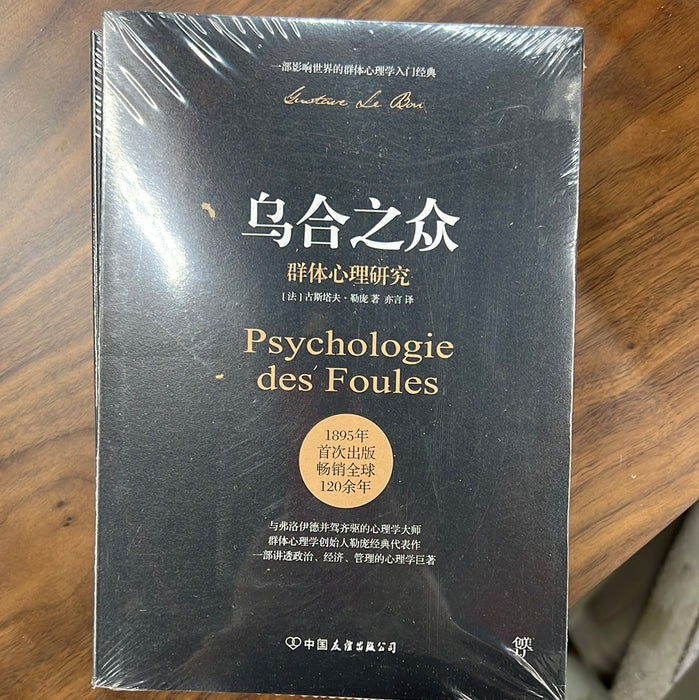 一部影响世界的群体心理学入门经典
Gustave Le Bon
乌合之众
群体心理研究
[法]古斯塔夫·勒庞 著 亦言 译
Psychologie
des Foules
1895年
首次出版
畅销全球
120余年
与弗洛伊德并驾齐驱的心理学大师
群体心理学创始人勒庞经典代表作
一部讲透政治、经济、管理的心理学巨著
中国友谊出版公司